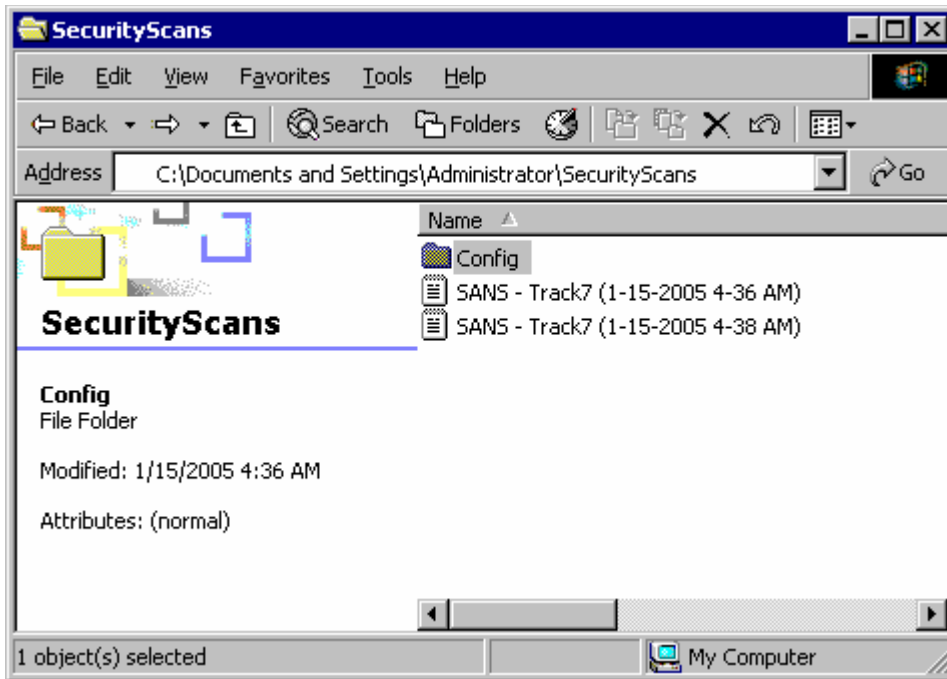 SecurityScans
File Edit View Favorites Tools Help
Back Search Folders
Address C:\Documents and Settings\Administrator\SecurityScans Go
Name
Config
SANS - Track7 (1-15-2005 4-36 AM)
SANS - Track7 (1-15-2005 4-38 AM)
SecurityScans
Config
File Folder
Modified: 1/15/2005 4:36 AM
Attributes: (normal)
1 object(s) selected My Computer